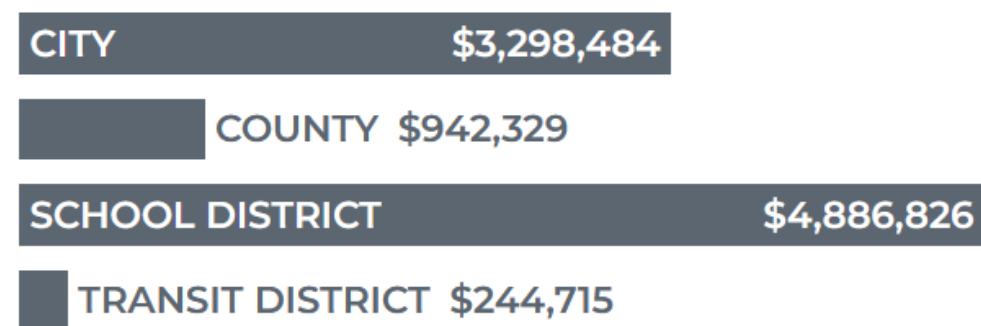 CITY $3,298,484
COUNTY $942,329
SCHOOL DISTRICT $4,886,826
TRANSIT DISTRICT $244,715